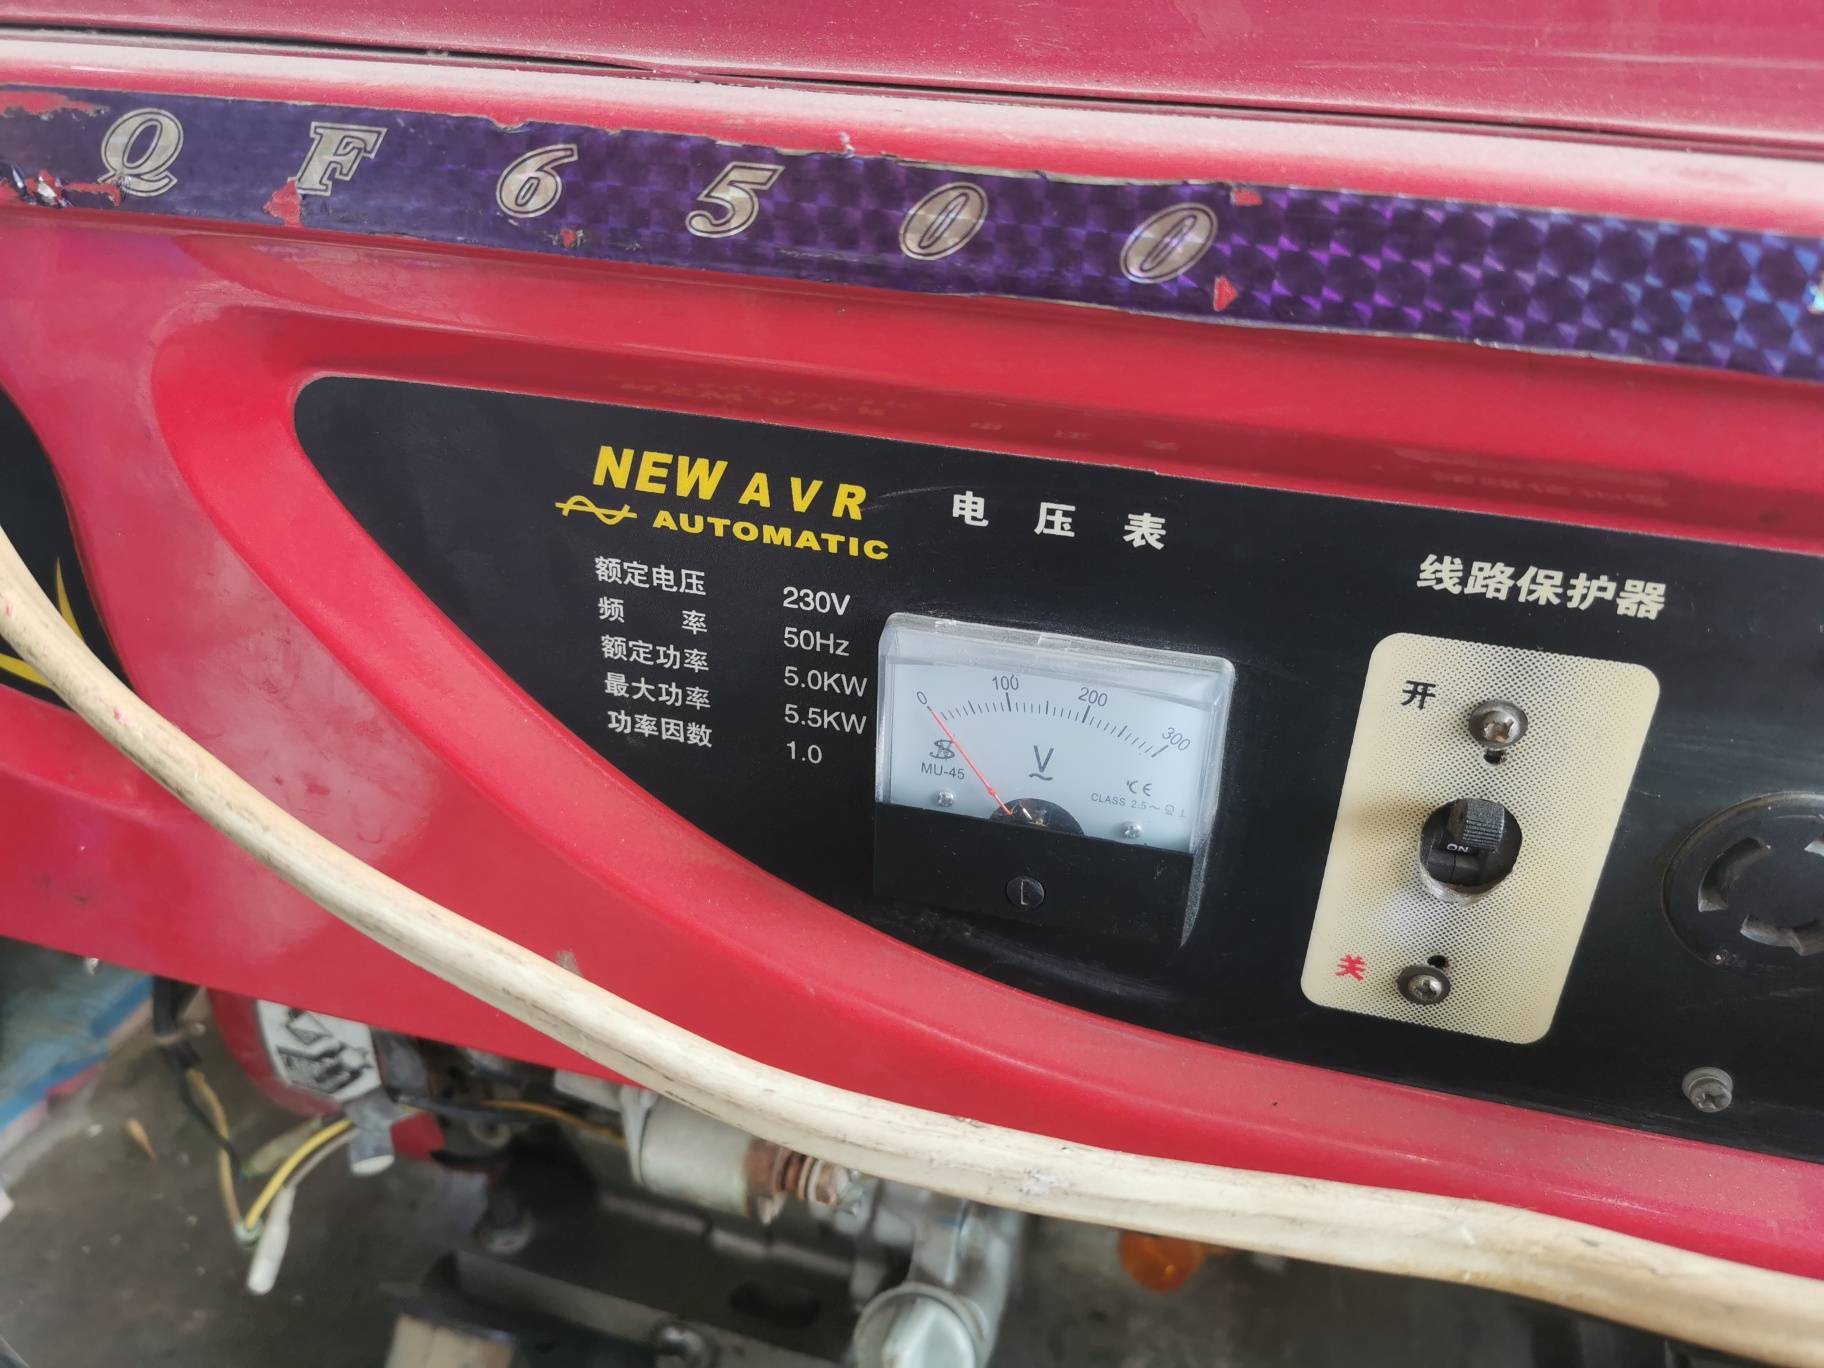 QF6500
NEW AVR
AUTOMATIC
电压表
线路保护器
额定电压 230V
频率 50Hz
额定功率 5.0KW
最大功率 5.5KW
功率因数 1.0
0 100 200 300
MU-45
V
CE
CLASS 2.5
开
ON
关